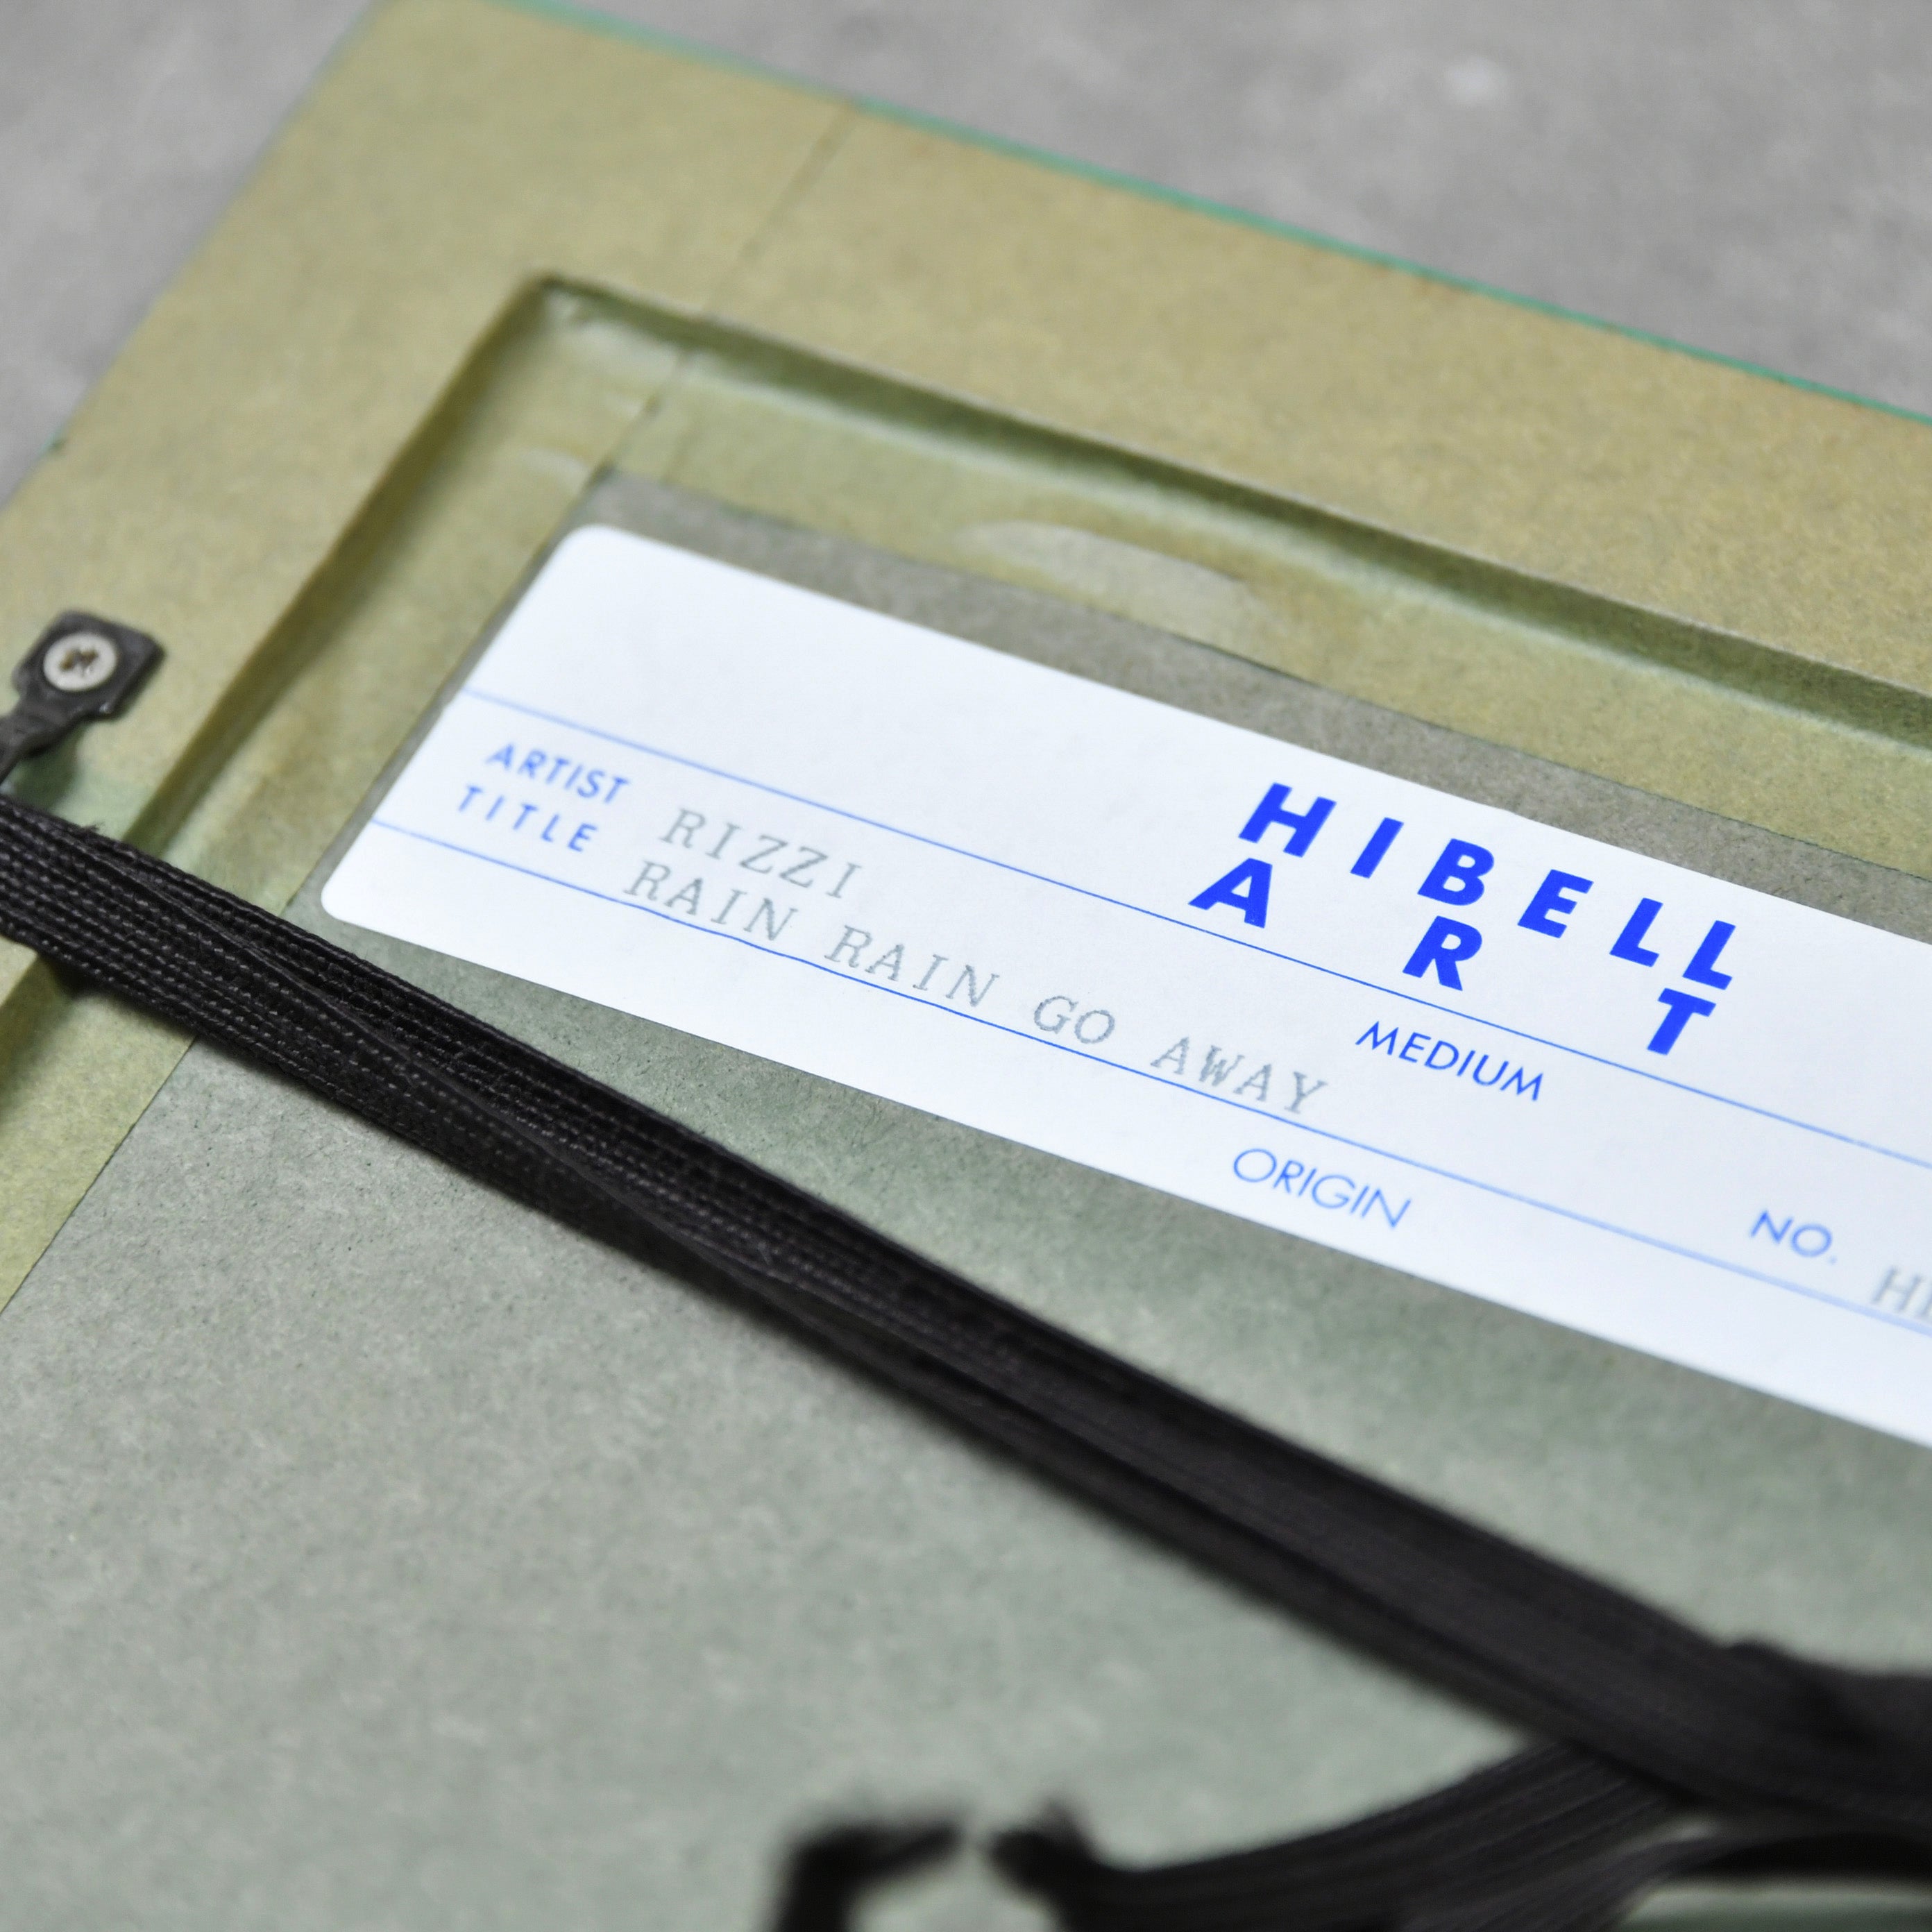 HIBELL
ART
ARTIST RIZZI MEDIUM
TITLE RAIN RAIN GO AWAY
ORIGIN NO.